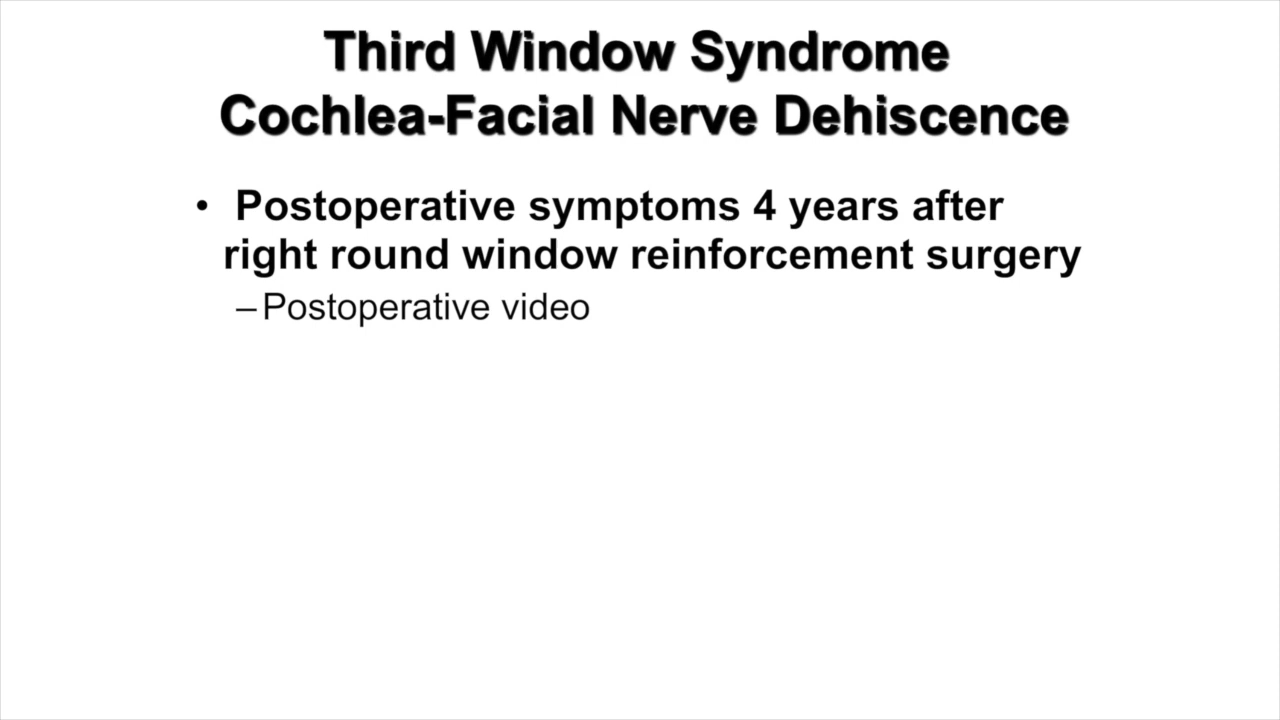 Third Window Syndrome
Cochlea-Facial Nerve Dehiscence
• Postoperative symptoms 4 years after
right round window reinforcement surgery
– Postoperative video